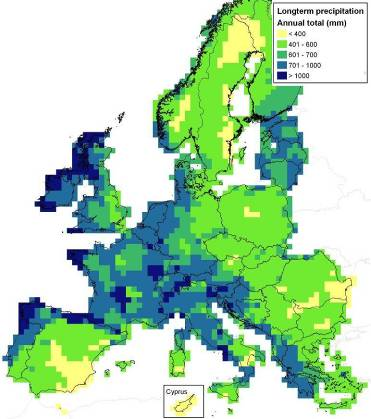 Longterm precipitation
Annual total (mm)
< 400
401 - 600
601 - 700
701 - 1000
> 1000
Cyprus